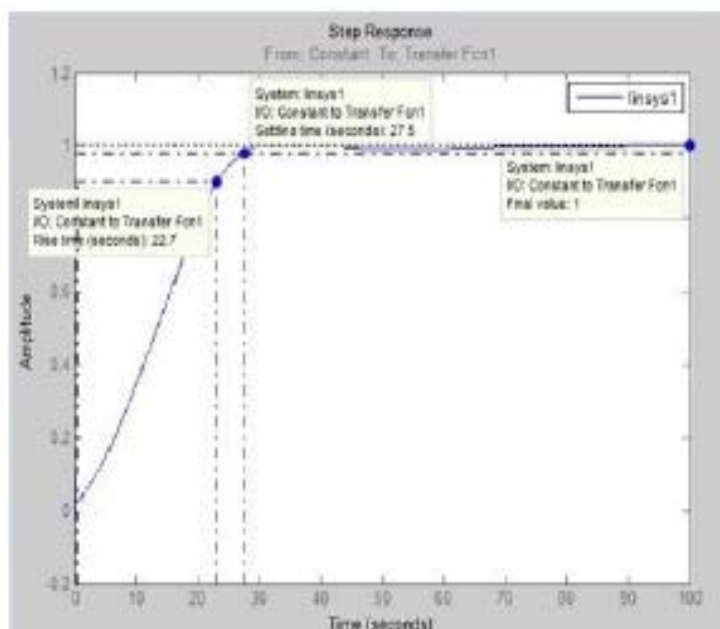 Step Response
From: Constant To: Transfer Fcn1
1.2
System: linsys1
I/O: Constant to Transfer Fcn1
Settling time (seconds): 27.5
linsys1
1
System: linsys1
I/O: Constant to Transfer Fcn1
Final value: 1
System: linsys1
I/O: Constant to Transfer Fcn1
Rise time (seconds): 22.7
Amplitude
0.6
0.4
0.2
0
-0.2
0 10 20 30 40 50 60 70 80 90 100
Time (seconds)